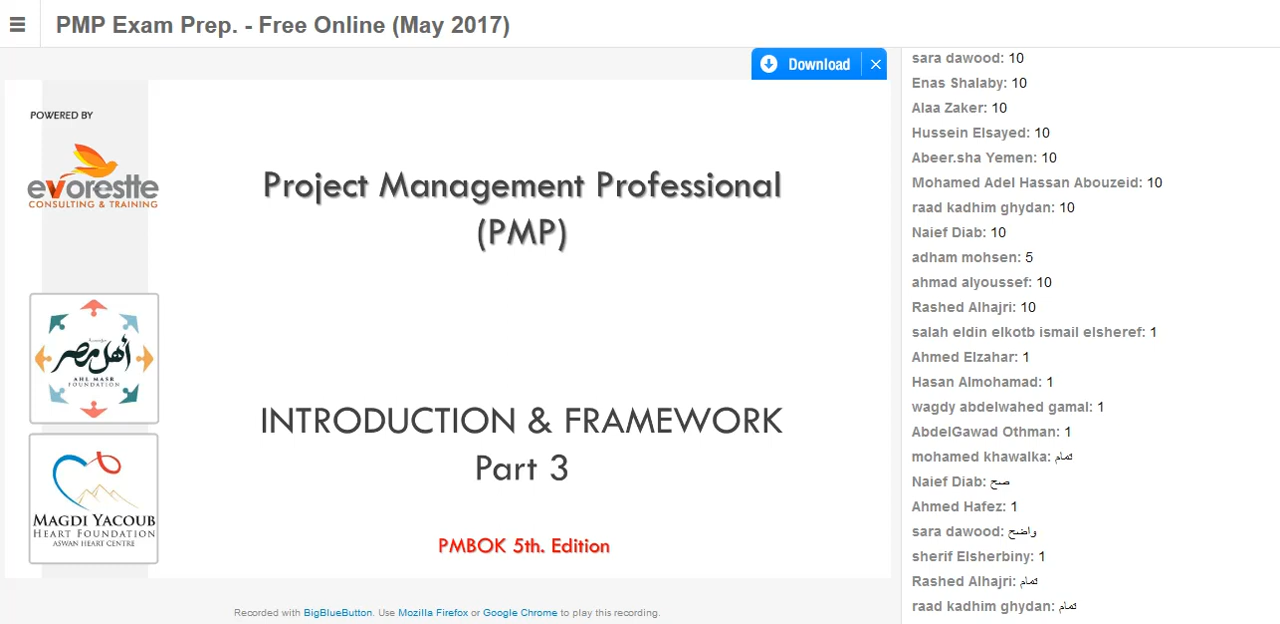 PMP Exam Prep. - Free Online (May 2017)
Download
POWERED BY
evorestte
CONSULTING & TRAINING
Project Management Professional
(PMP)
مؤسسة
أهل مصر
AHL MASR
FOUNDATION
MAGDI YACOUB
HEART FOUNDATION
ASWAN HEART CENTRE
INTRODUCTION & FRAMEWORK
Part 3
PMBOK 5th. Edition
Recorded with BigBlueButton. Use Mozilla Firefox or Google Chrome to play this recording.
sara dawood: 10
Enas Shalaby: 10
Alaa Zaker: 10
Hussein Elsayed: 10
Abeer.sha Yemen: 10
Mohamed Adel Hassan Abouzeid: 10
raad kadhim ghydan: 10
Naief Diab: 10
adham mohsen: 5
ahmad alyoussef: 10
Rashed Alhajri: 10
salah eldin elkotb ismail elsheref: 1
Ahmed Elzahar: 1
Hasan Almohamad: 1
wagdy abdelwahed gamal: 1
AbdelGawad Othman: 1
mohamed khawalka: تمام
Naief Diab: صح
Ahmed Hafez: 1
sara dawood: واضح
sherif Elsherbiny: 1
Rashed Alhajri: تمام
raad kadhim ghydan: تمام